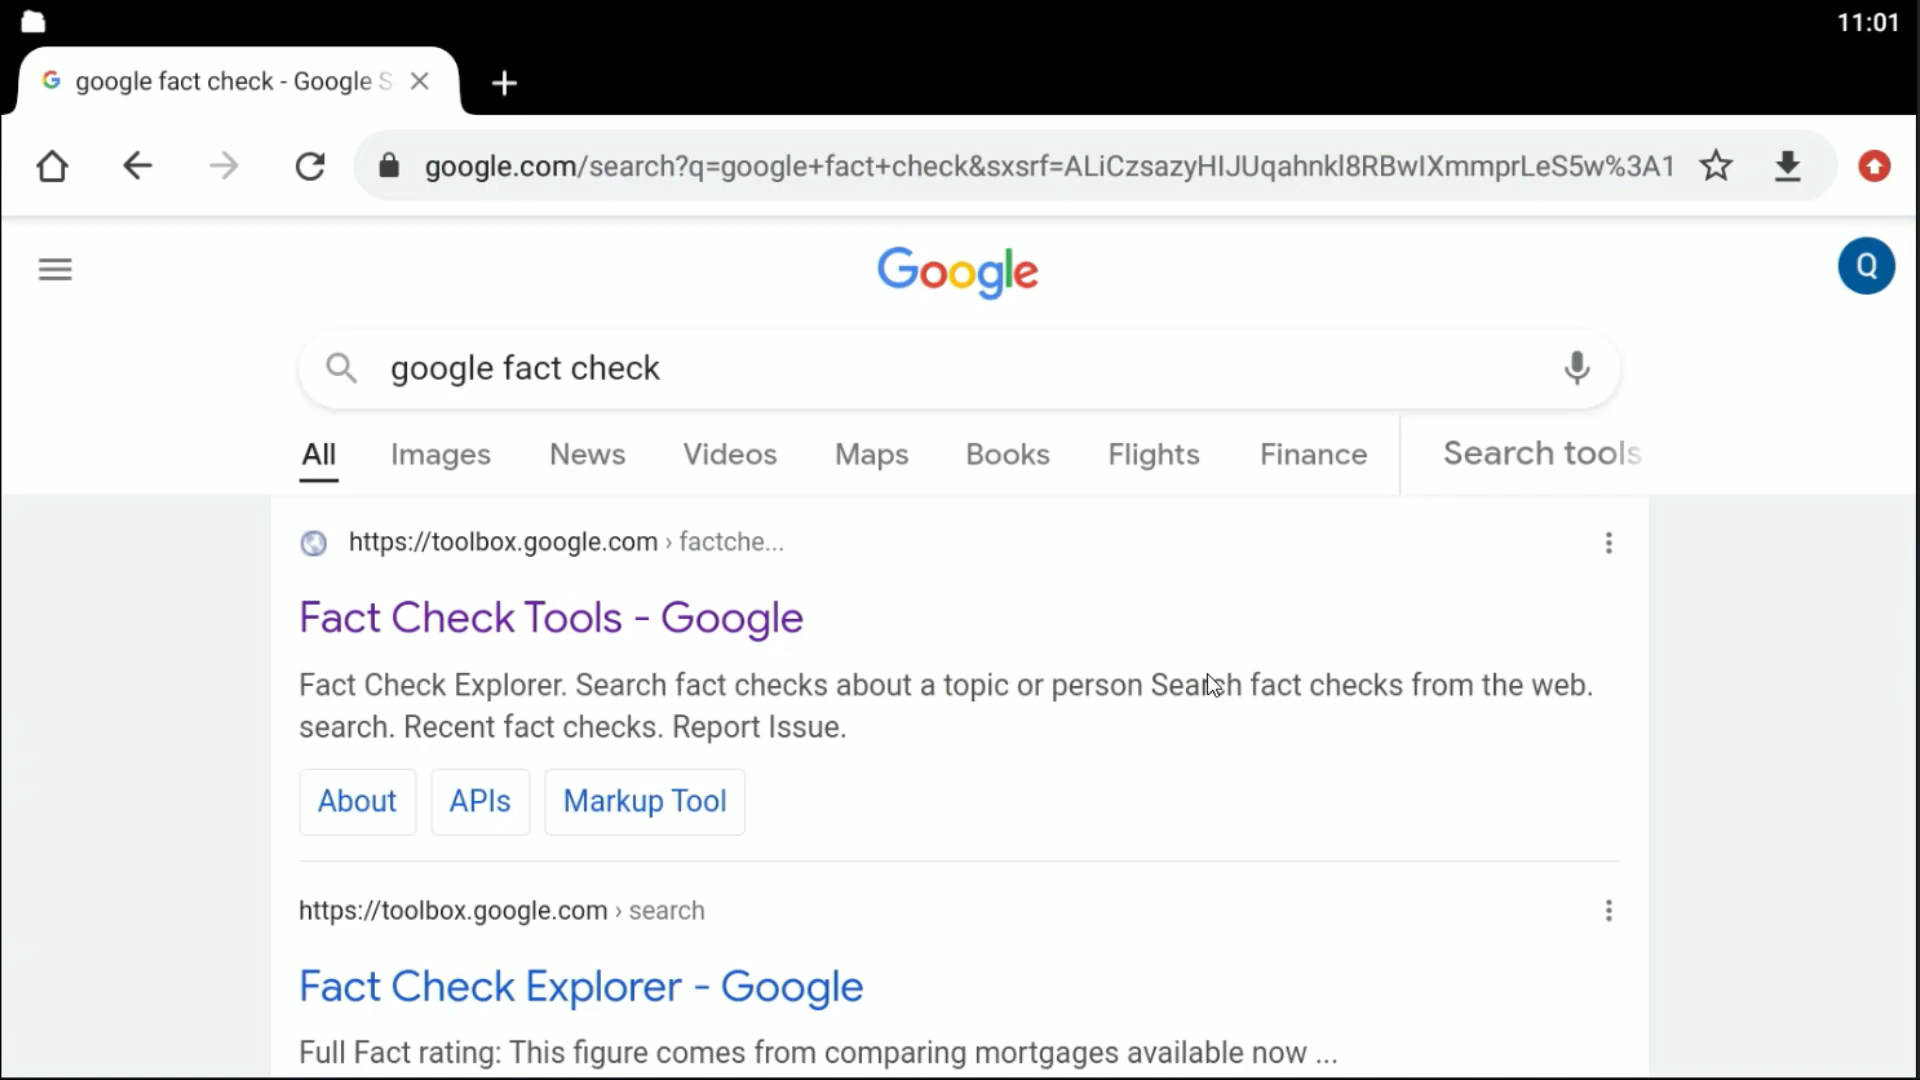 11:01
google fact check - Google S
google.com/search?q=google+fact+check&sxsrf=ALiCzsazyHIJUqahnkl8RBwIXmmprLeS5w%3A1
Google
Q
google fact check
All Images News Videos Maps Books Flights Finance Search tools
https://toolbox.google.com › factche...
Fact Check Tools - Google
Fact Check Explorer. Search fact checks about a topic or person Search fact checks from the web.
search. Recent fact checks. Report Issue.
About APIs Markup Tool
https://toolbox.google.com › search
Fact Check Explorer - Google
Full Fact rating: This figure comes from comparing mortgages available now ...